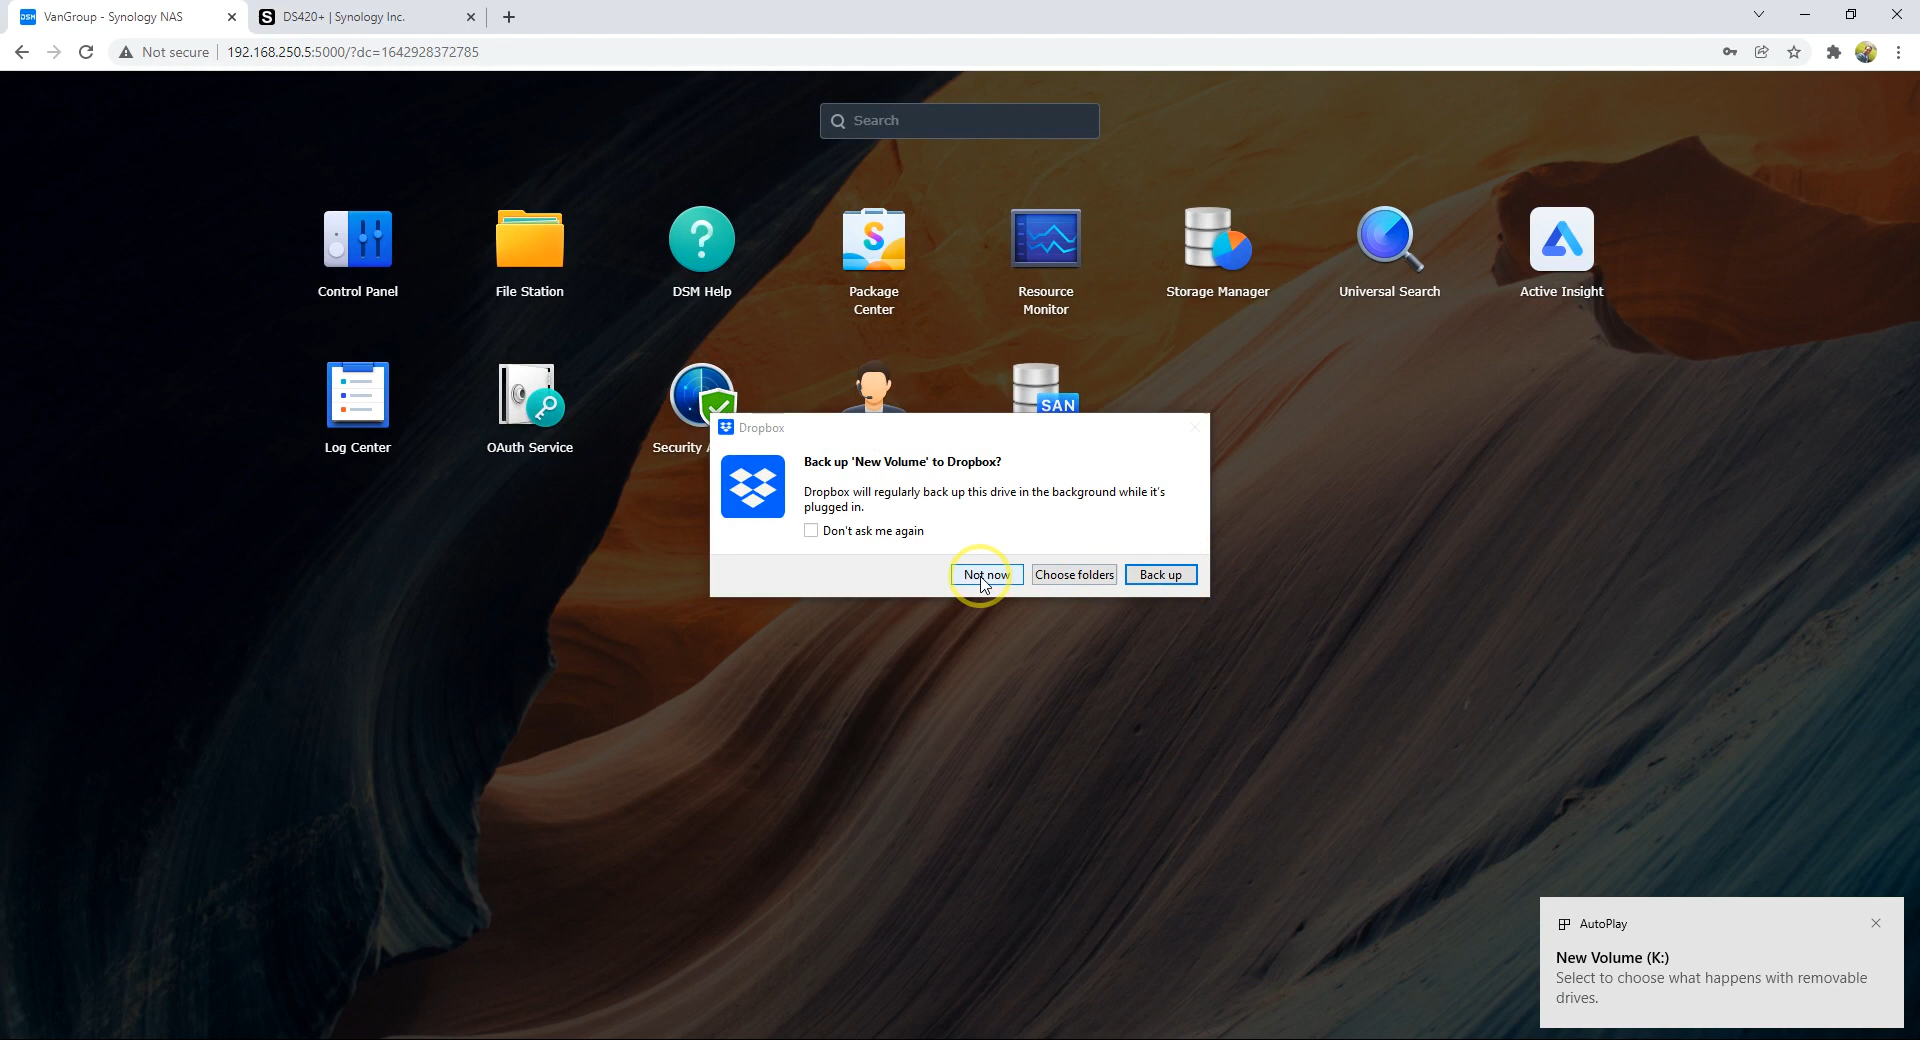 DSM VanGroup - Synology NAS
S DS420+ | Synology Inc.
Not secure 192.168.250.5:5000/?dc=1642928372785
Search
Control Panel
File Station
DSM Help
Package Center
Resource Monitor
Storage Manager
Universal Search
Active Insight
Log Center
OAuth Service
Security
SAN
Dropbox
Back up 'New Volume' to Dropbox?
Dropbox will regularly back up this drive in the background while it's
plugged in.
Don't ask me again
Not now
Choose folders
Back up
AutoPlay
New Volume (K:)
Select to choose what happens with removable
drives.